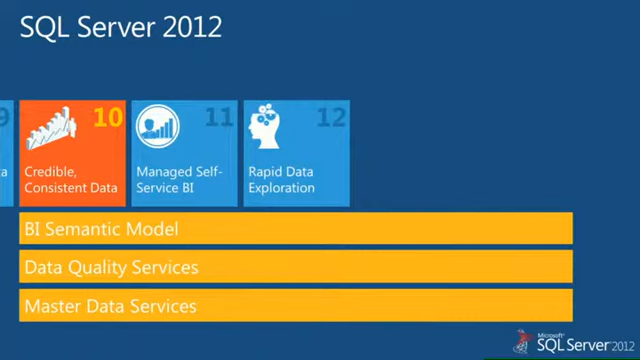 SQL Server 2012
9
10
11
12
Credible,
Consistent Data
Managed Self-
Service BI
Rapid Data
Exploration
BI Semantic Model
Data Quality Services
Master Data Services
Microsoft
SQL Server 2012